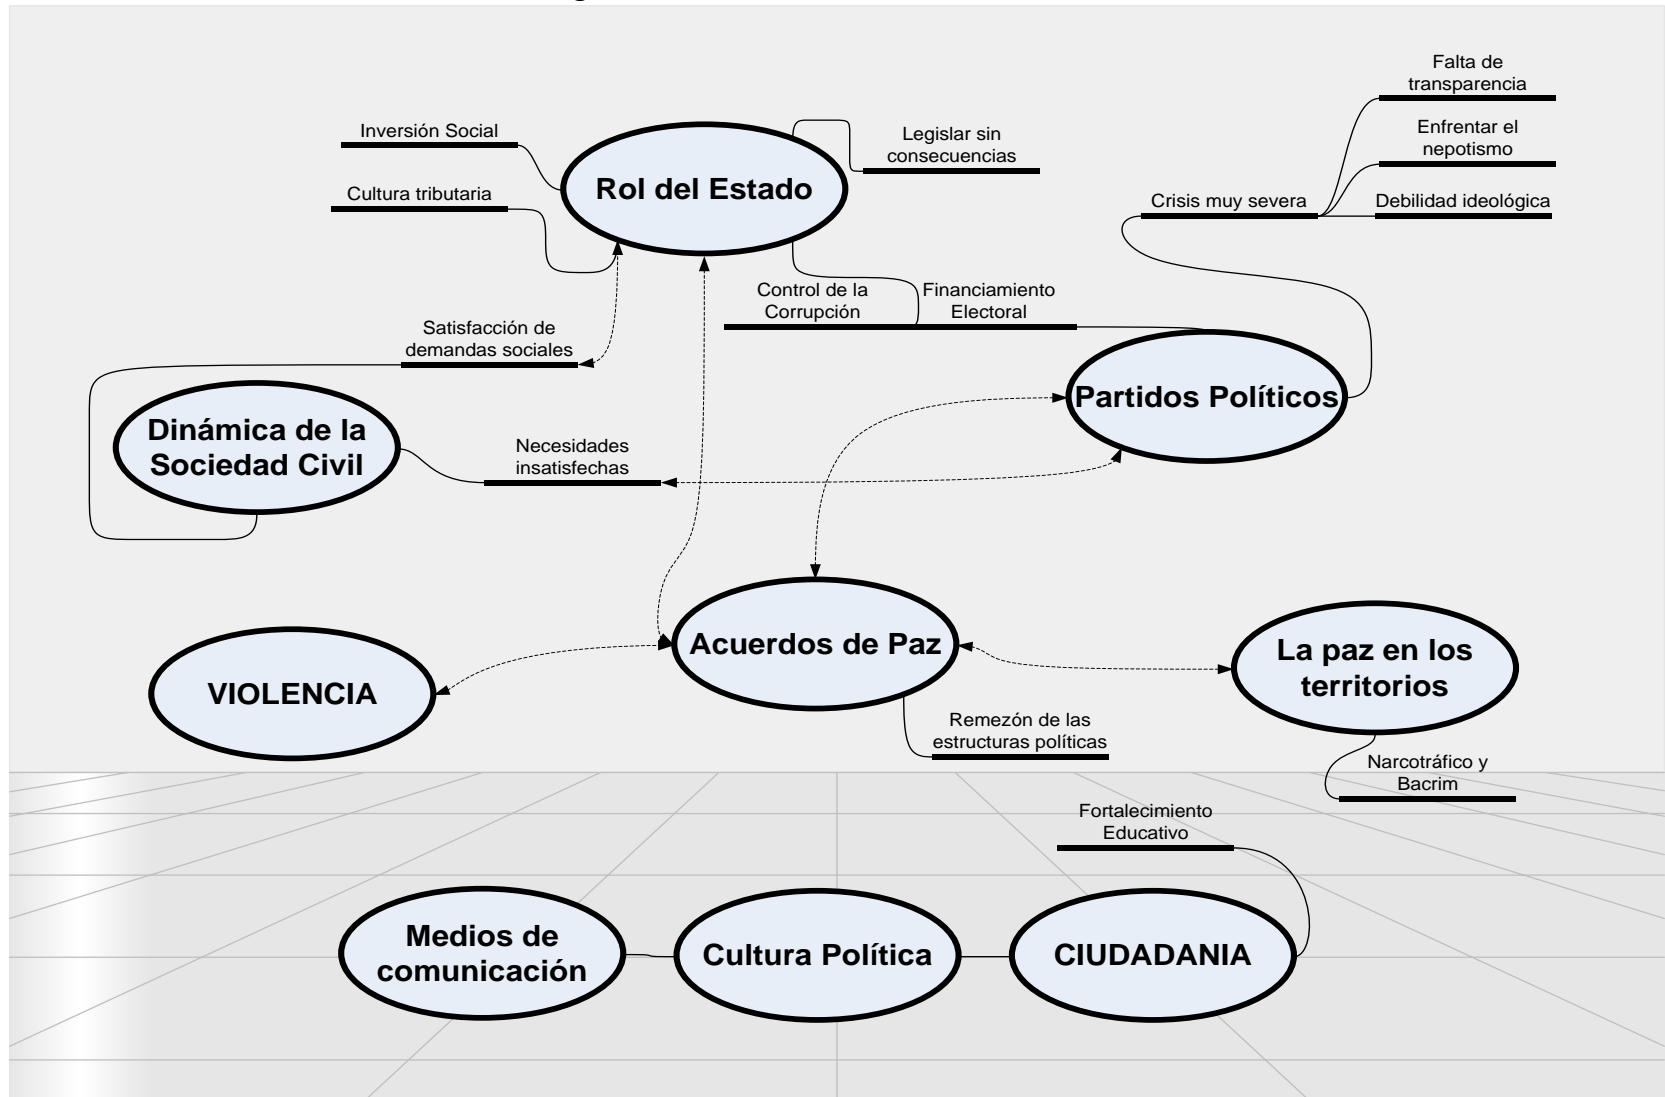 Falta de
transparencia
Enfrentar el
nepotismo
Debilidad ideológica
Crisis muy severa
Inversión Social
Cultura tributaria
Rol del Estado
Legislar sin
consecuencias
Control de la
Corrupción
Financiamiento
Electoral
Satisfacción de
demandas sociales
Partidos Políticos
Dinámica de la
Sociedad Civil
Necesidades
insatisfechas
Acuerdos de Paz
La paz en los
territorios
VIOLENCIA
Remezón de las
estructuras políticas
Narcotráfico y
Bacrim
Fortalecimiento
Educativo
Medios de
comunicación
Cultura Política
CIUDADANIA